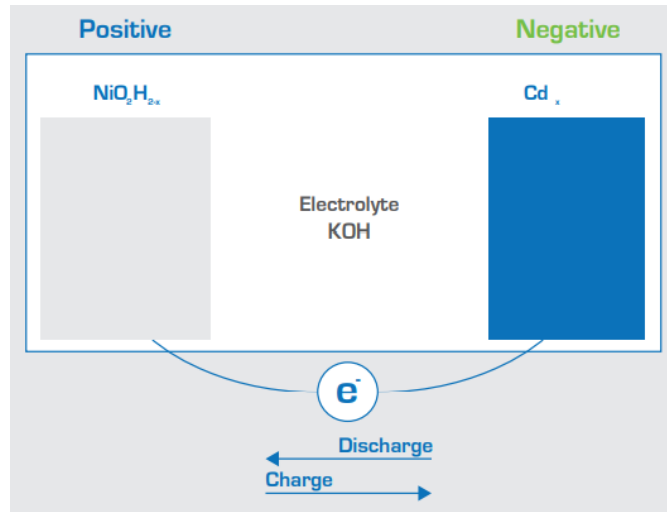 Positive
Negative
NiO₂H₂₋ₓ
Cd ₓ
Electrolyte
KOH
e⁻
Discharge
Charge